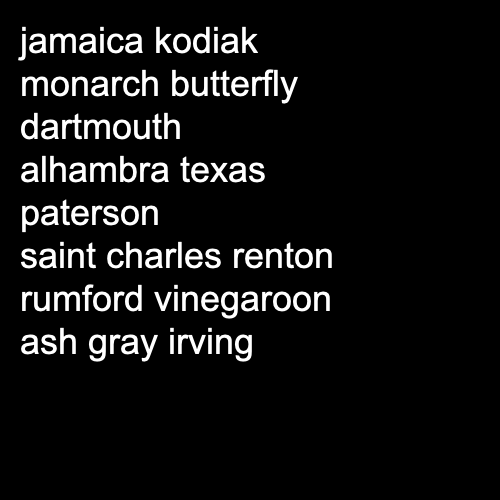 jamaica kodiak
monarch butterfly
dartmouth
alhambra texas
paterson
saint charles renton
rumford vinegaroon
ash gray irving